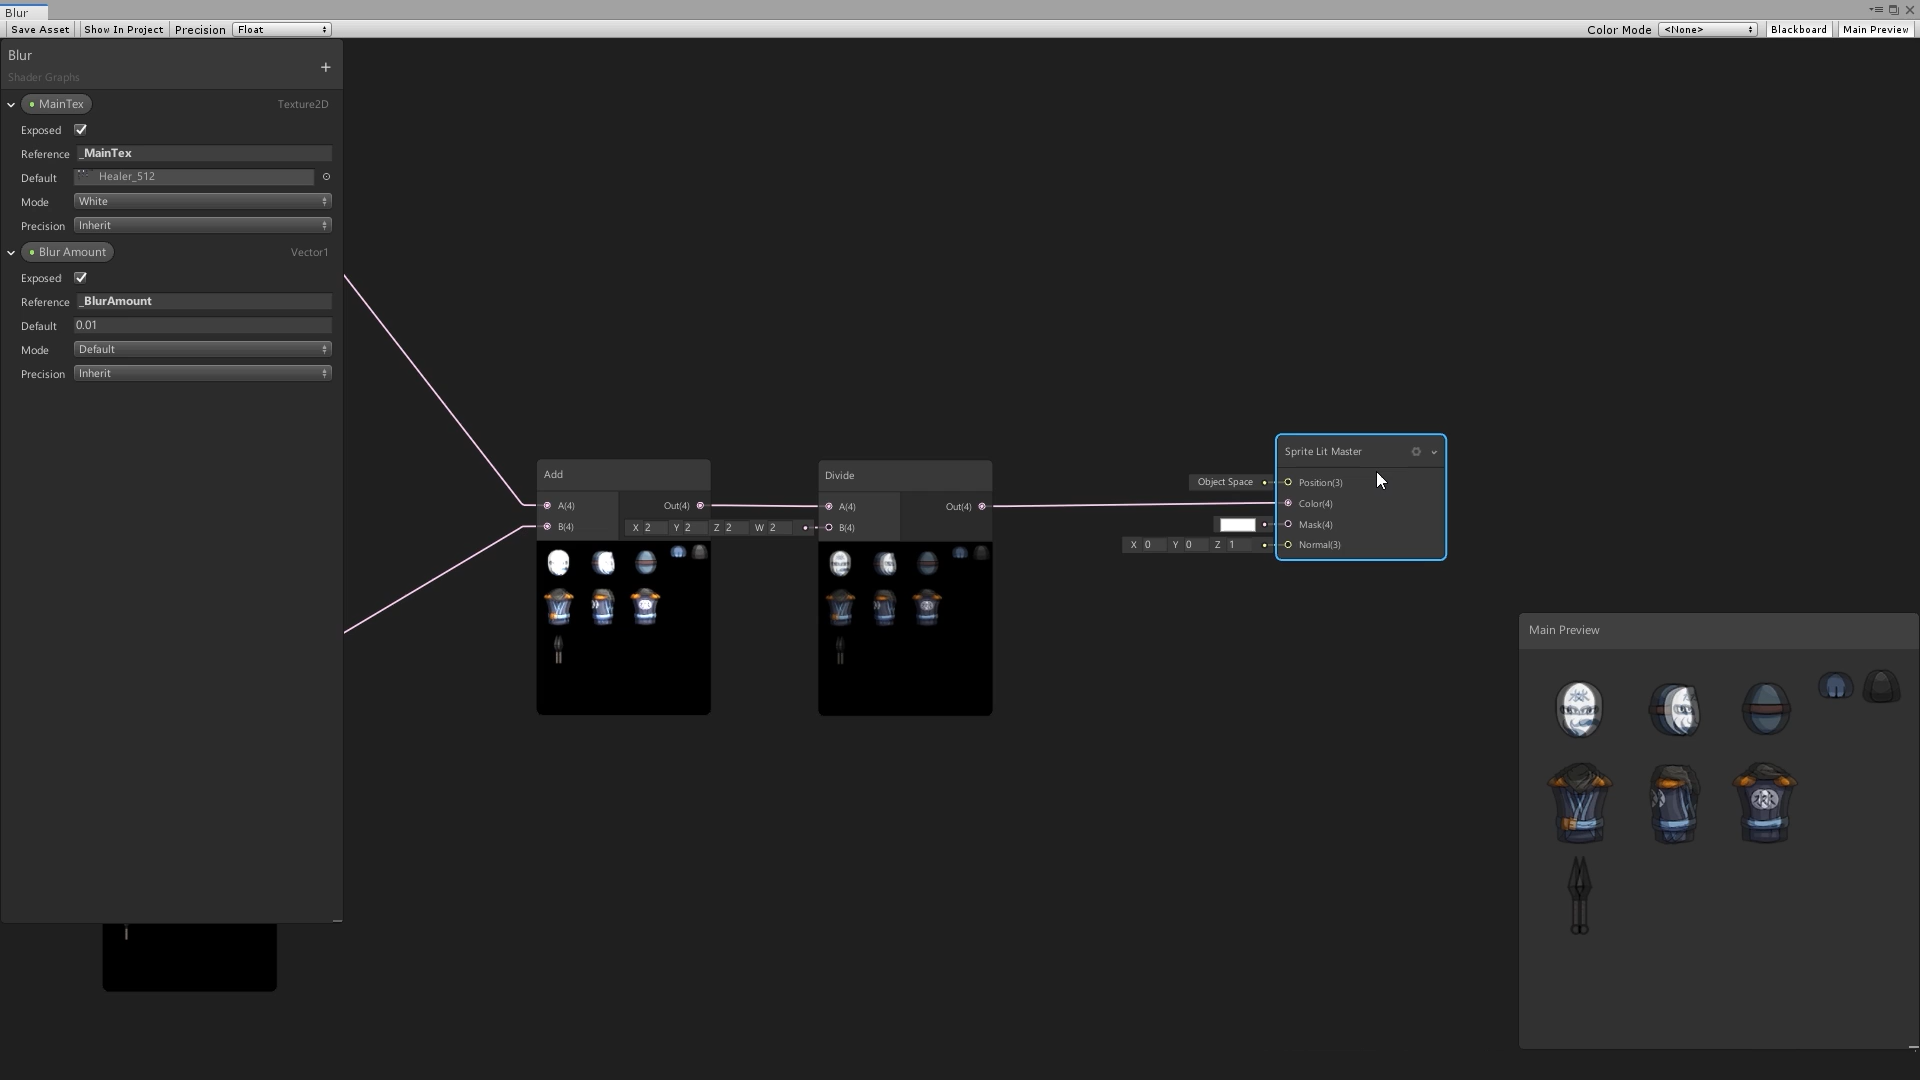 Blur
Save Asset Show In Project Precision Float Color Mode <None> Blackboard Main Preview
Blur
Shader Graphs
+
MainTex Texture2D
Exposed
Reference _MainTex
Default Healer_512
Mode White
Precision Inherit
Blur Amount Vector1
Exposed
Reference _BlurAmount
Default 0.01
Mode Default
Precision Inherit
Add
A(4) Out(4)
B(4)
Divide
A(4) Out(4)
X 2 Y 2 Z 2 W 2 B(4)
Sprite Lit Master
Object Space Position(3)
Color(4)
Mask(4)
X 0 Y 0 Z 1 Normal(3)
Main Preview